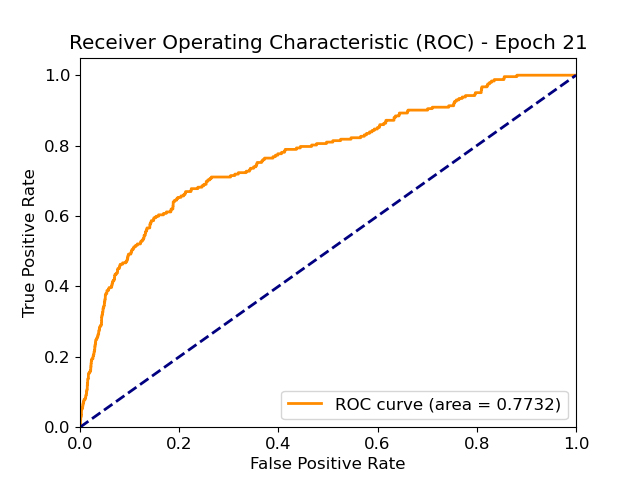 Receiver Operating Characteristic (ROC) - Epoch 21
True Positive Rate
1.0
0.8
0.6
0.4
0.2
0.0
ROC curve (area = 0.7732)
0.0 0.2 0.4 0.6 0.8 1.0
False Positive Rate